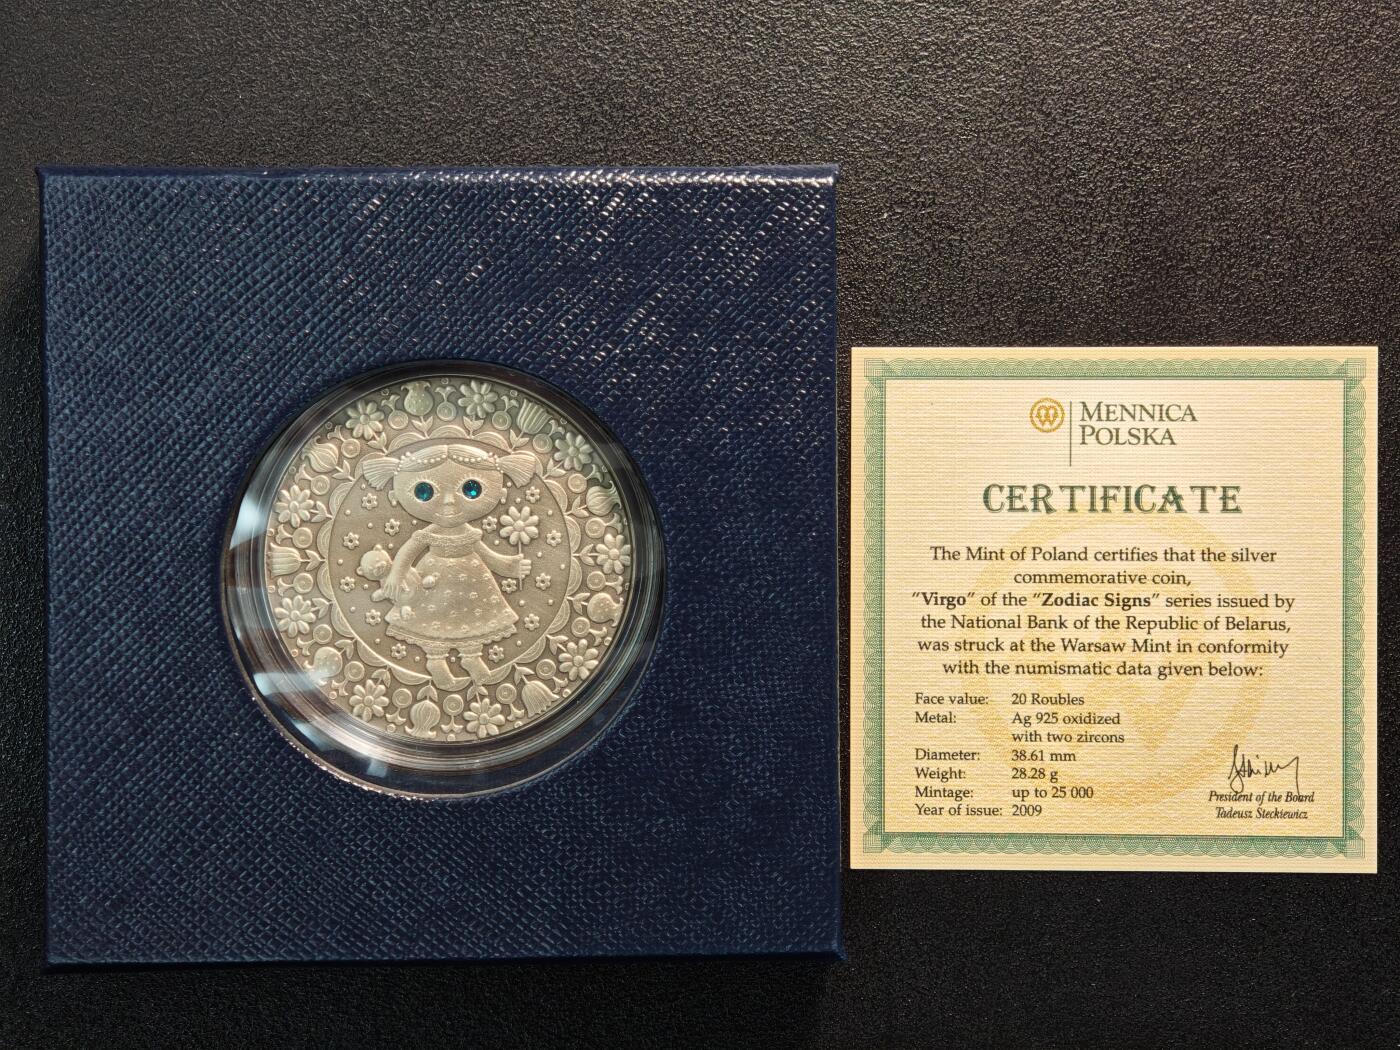 MENNICA
POLSKA
CERTIFICATE
The Mint of Poland certifies that the silver
commemorative coin,
"Virgo" of the "Zodiac Signs" series issued by
the National Bank of the Republic of Belarus,
was struck at the Warsaw Mint in conformity
with the numismatic data given below:
Face value: 20 Roubles
Metal: Ag 925 oxidized
with two zircons
Diameter: 38.61 mm
Weight: 28.28 g
Mintage: up to 25 000
Year of issue: 2009
President of the Board
Tadeusz Steckiewicz